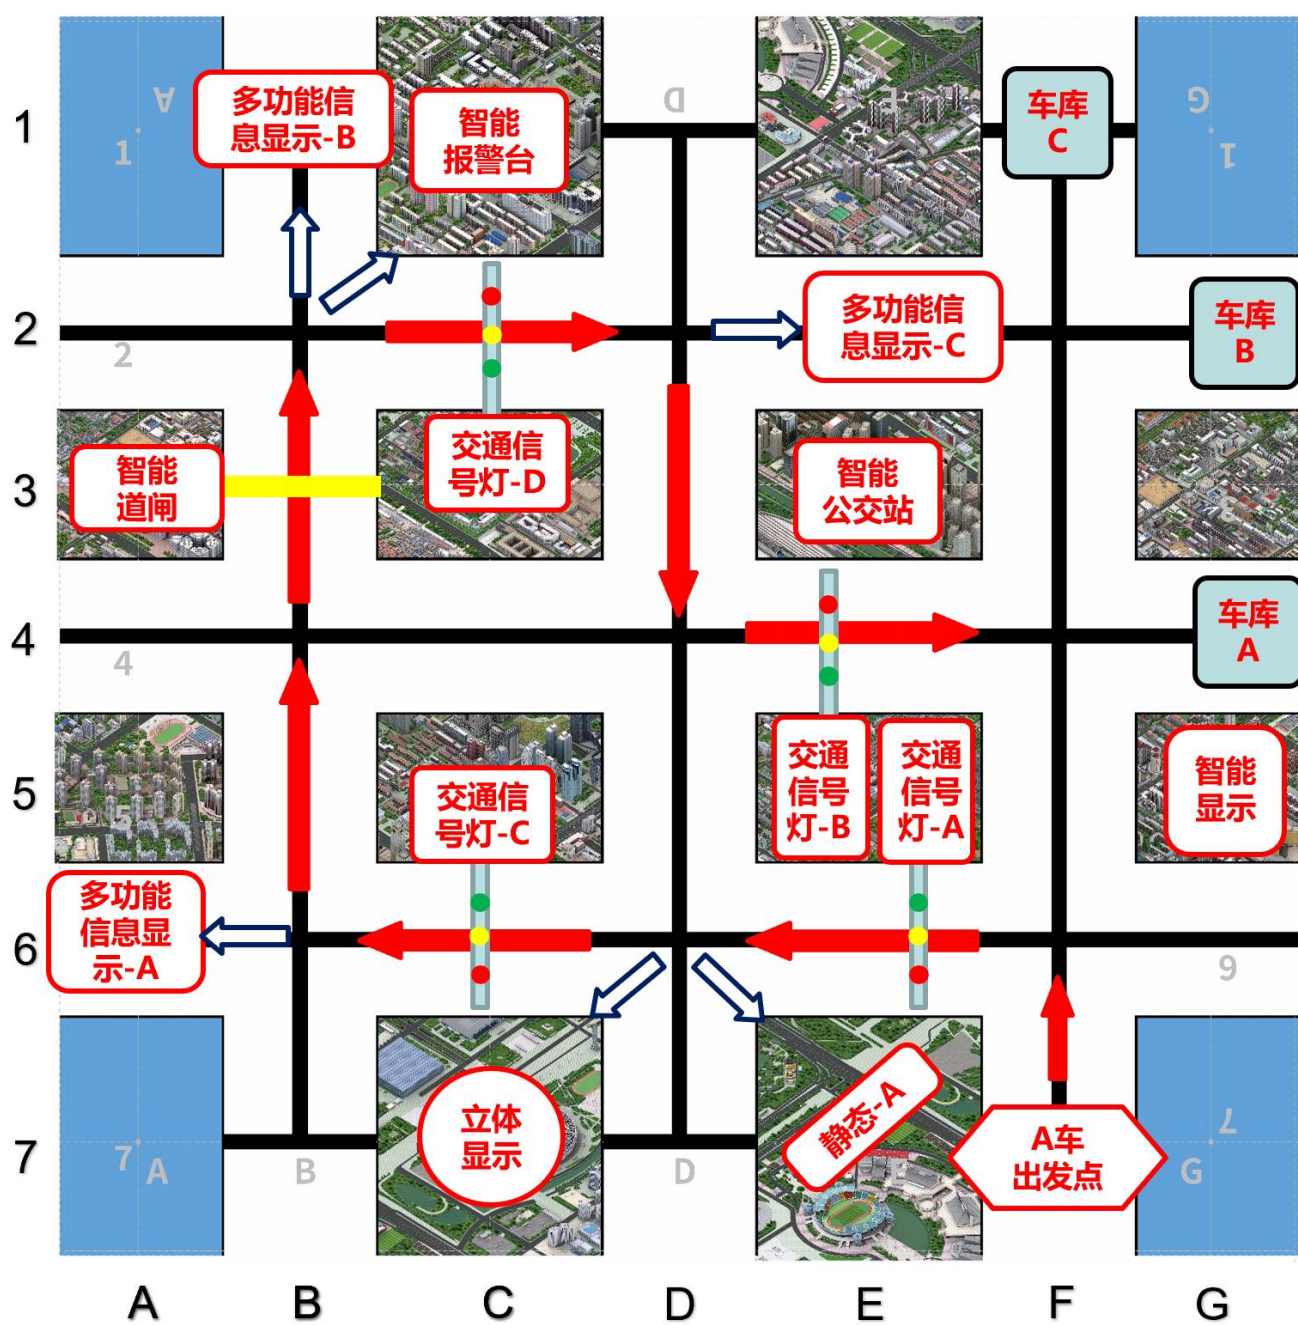 A
1
多功能信
息显示-B
智能
报警台
D
E
车库
C
G
1
1
2
2
多功能信
息显示-C
车库
B
3
智能
道闸
交通信
号灯-D
智能
公交站
4
4
车库
A
5
交通信
号灯-C
交通
信号
灯-B
交通
信号
灯-A
智能
显示
6
多功能
信息显
示-A
9
7
7
A
B
立体
显示
D
静态-A
E
A车
出发点
7
G
A
B
C
D
E
F
G